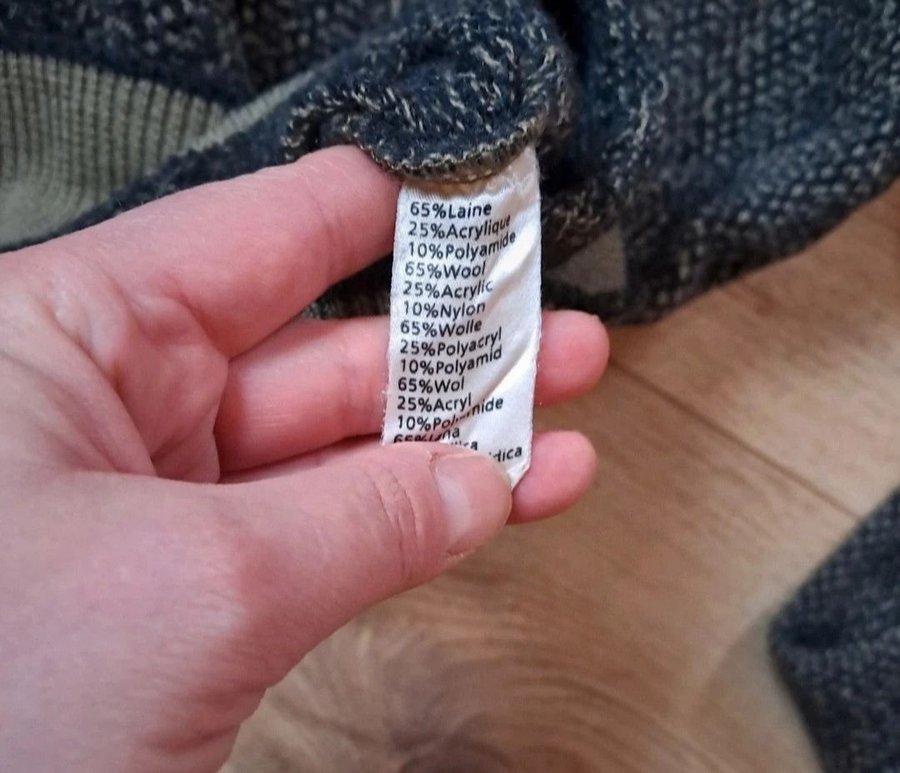 65%Laine
25%Acrylique
10%Polyamide
65%Wool
25%Acrylic
10%Nylon
65%Wolle
25%Polyacryl
10%Polyamid
65%Wol
25%Acryl